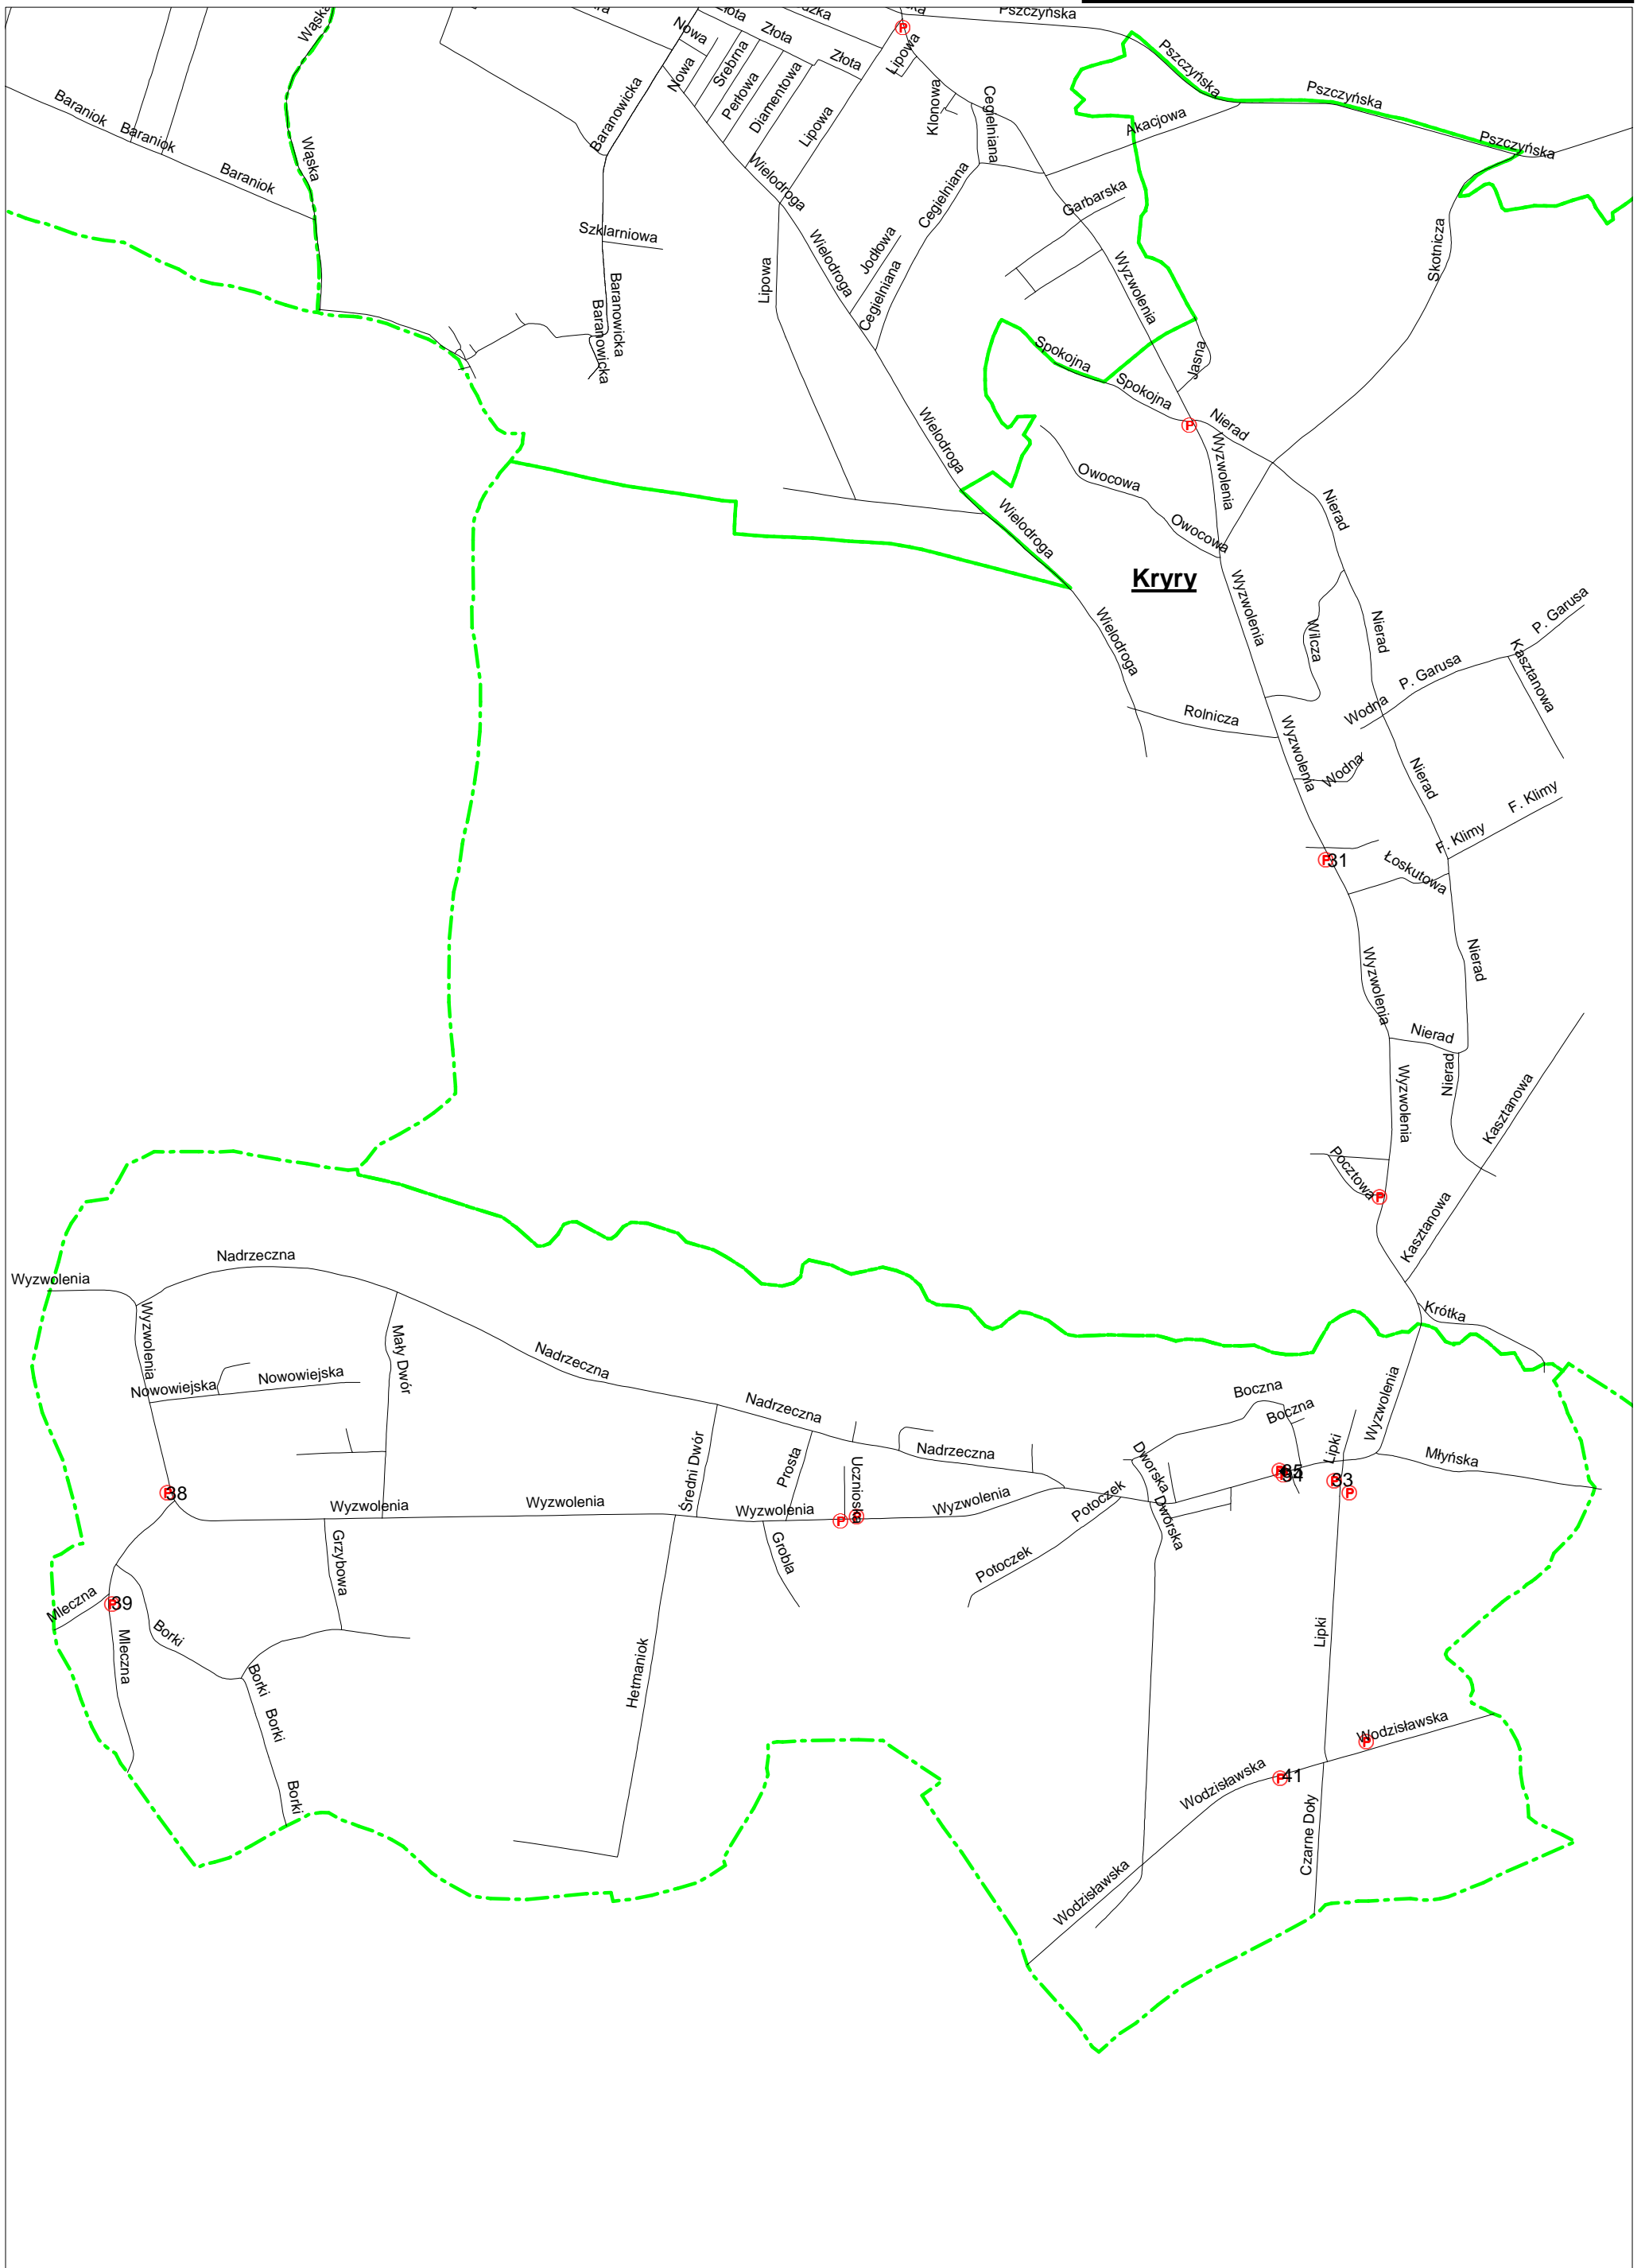 Wąska
Nowa
Złota
Złota
Pszczyńska
Lipowa
Pszczyńska
Pszczyńska
Pszczyńska
Baraniok
Baraniok
Baraniok
Wąska
Baranowicka
Nowa
Srebrna
Perłowa
Diamentowa
Lipowa
Klonowa
Cegielniana
Akacjowa
Wielodroga
Cegielniana
Garbarska
Szklarniowa
Baranowicka
Baranowicka
Lipowa
Wielodroga
Jodłowa
Cegielniana
Wyzwolenia
Skotnicza
Spokojna
Spokojna
Jasna
P
Nierad
Wielodroga
Owocowa
Wyzwolenia
Nierad
Wielodroga
Owocowa
Kryry
Wyzwolenia
Wielodroga
Wilcza
Nierad
P. Garusa
P. Garusa
Kasztanowa
Rolnicza
Wodna
Wyzwolenia
Wodna
Nierad
F. Klimy
F. Klimy
P 31
Łoskutowa
Wyzwolenia
Nierad
Nierad
Wyzwolenia
Nierad
Kasztanowa
Pocztowa
P
Kasztanowa
Nadrzeczna
Wyzwolenia
Wyzwolenia
Mały Dwór
Krótka
Nadrzeczna
Nowowiejska
Nowowiejska
Nadrzeczna
Boczna
Boczna
Wyzwolenia
Średni Dwór
Prosta
Uczniowska
Nadrzeczna
Dworska
Lipki
Młyńska
P 38
Wyzwolenia
Wyzwolenia
Wyzwolenia
P
P
Wyzwolenia
Potoczek
Dworska
P 33
P
Grzybowa
Grobla
Potoczek
Mleczna
P 39
Borki
Mleczna
Borki
Borki
Borki
Hetmaniok
Lipki
Wodzisławska
P
Wodzisławska
P 41
Czarne Doły
Wodzisławska